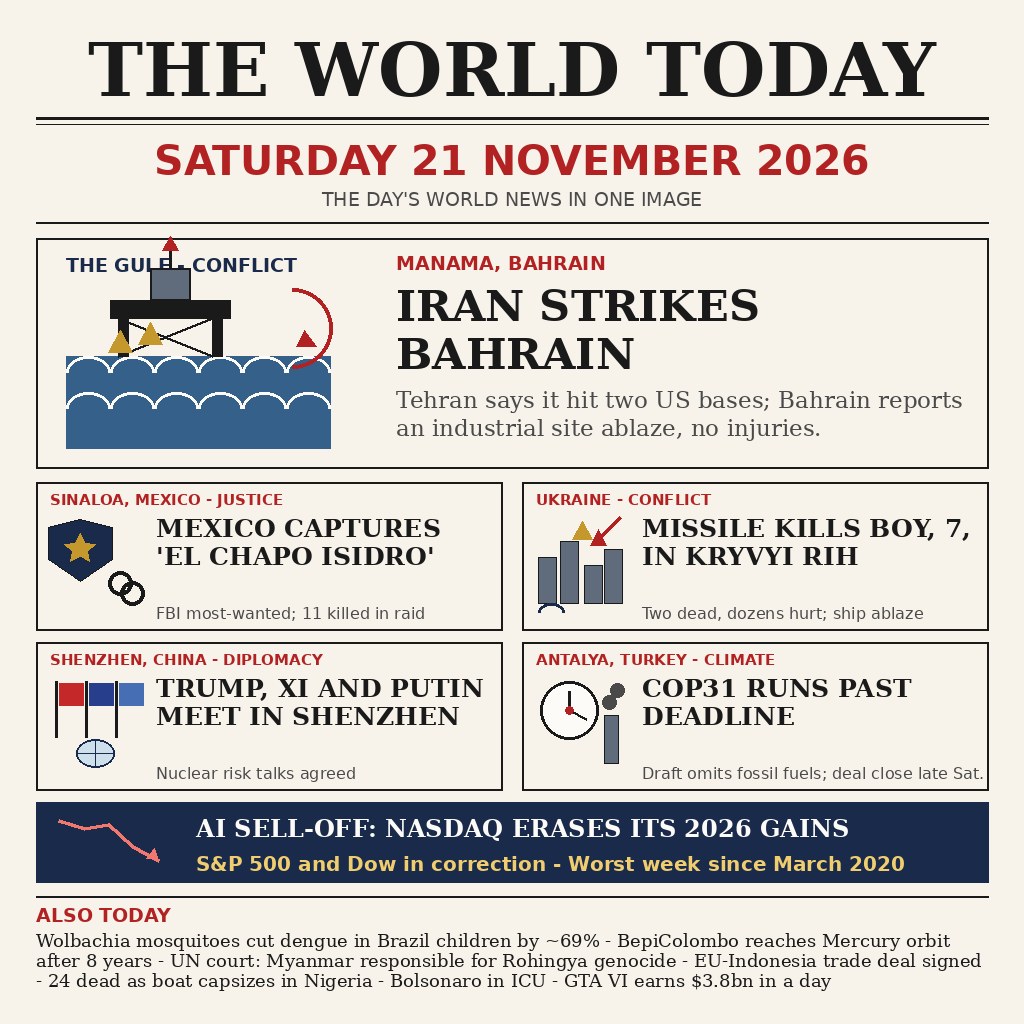 THE WORLD TODAY
SATURDAY 21 NOVEMBER 2026
THE DAY'S WORLD NEWS IN ONE IMAGE
THE GULF - CONFLICT
MANAMA, BAHRAIN
IRAN STRIKES
BAHRAIN
Tehran says it hit two US bases; Bahrain reports
an industrial site ablaze, no injuries.
SINALOA, MEXICO - JUSTICE
MEXICO CAPTURES
'EL CHAPO ISIDRO'
FBI most-wanted; 11 killed in raid
UKRAINE - CONFLICT
MISSILE KILLS BOY, 7,
IN KRYVYI RIH
Two dead, dozens hurt; ship ablaze
SHENZHEN, CHINA - DIPLOMACY
TRUMP, XI AND PUTIN
MEET IN SHENZHEN
Nuclear risk talks agreed
ANTALYA, TURKEY - CLIMATE
COP31 RUNS PAST
DEADLINE
Draft omits fossil fuels; deal close late Sat.
AI SELL-OFF: NASDAQ ERASES ITS 2026 GAINS
S&P 500 and Dow in correction - Worst week since March 2020
ALSO TODAY
Wolbachia mosquitoes cut dengue in Brazil children by ~69% - BepiColombo reaches Mercury orbit
after 8 years - UN court: Myanmar responsible for Rohingya genocide - EU-Indonesia trade deal signed
- 24 dead as boat capsizes in Nigeria - Bolsonaro in ICU - GTA VI earns $3.8bn in a day